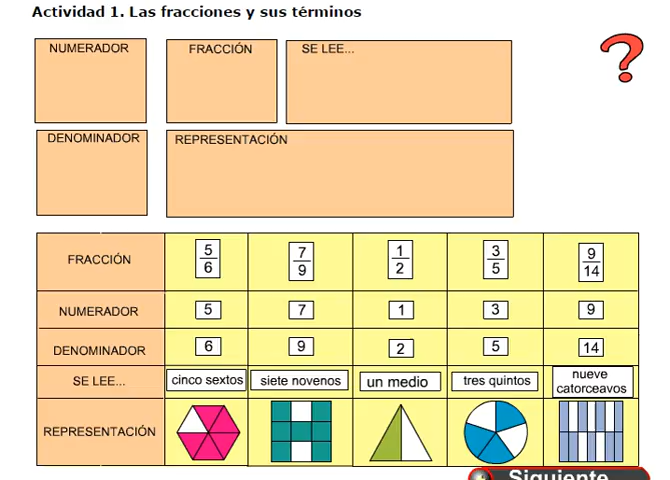 Actividad 1. Las fracciones y sus términos
NUMERADOR
FRACCIÓN
SE LEE...
?
DENOMINADOR
REPRESENTACIÓN
FRACCIÓN 5/6 7/9 1/2 3/5 9/14
NUMERADOR 5 7 1 3 9
DENOMINADOR 6 9 2 5 14
SE LEE... cinco sextos siete novenos un medio tres quintos nueve catorceavos
REPRESENTACIÓN
Siguiente